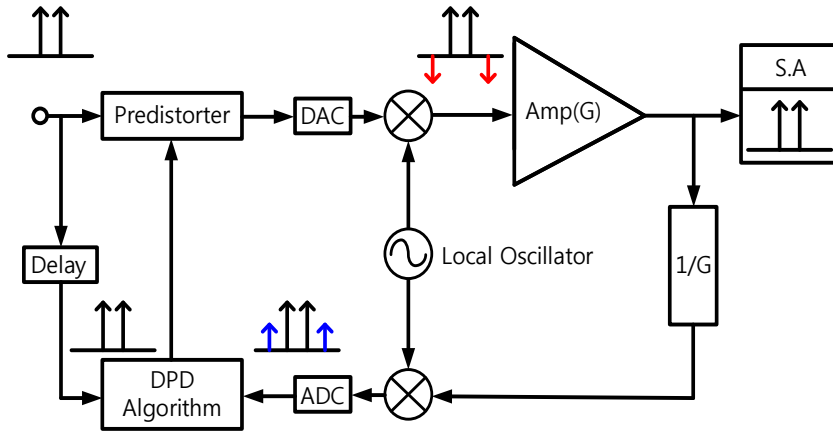 S.A
Predistorter
DAC
Amp(G)
Delay
Local Oscillator
1/G
DPD
Algorithm
ADC